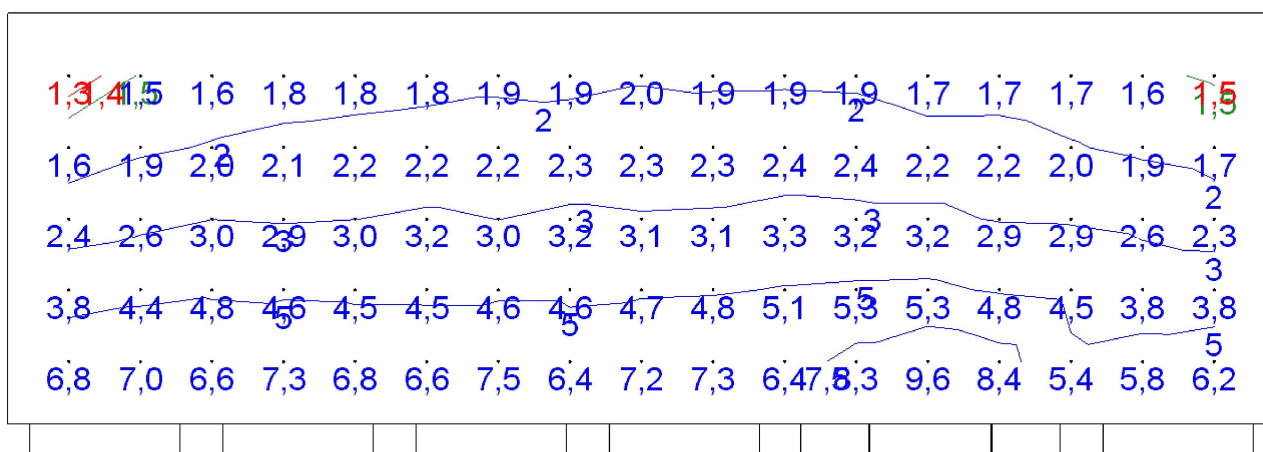 1,3 1,4 1,5 1,5 1,6 1,8 1,8 1,8 1,9 1,9 2,0 1,9 1,9 1,9 1,7 1,7 1,7 1,6 1,5 1,5
2 2
1,6 1,9 2,0 2,1 2,2 2,2 2,2 2,3 2,3 2,3 2,4 2,4 2,2 2,2 2,0 1,9 1,7
2 2
2,4 2,6 3,0 2,9 3,0 3,2 3,0 3,2 3,1 3,1 3,3 3,2 3,2 2,9 2,9 2,6 2,3
3 3 3 3
3,8 4,4 4,8 4,6 4,5 4,5 4,6 4,6 4,7 4,8 5,1 5,3 5,3 4,8 4,5 3,8 3,8
5 5 5 5
6,8 7,0 6,6 7,3 6,8 6,6 7,5 6,4 7,2 7,3 6,4 7,5 8,3 9,6 8,4 5,4 5,8 6,2